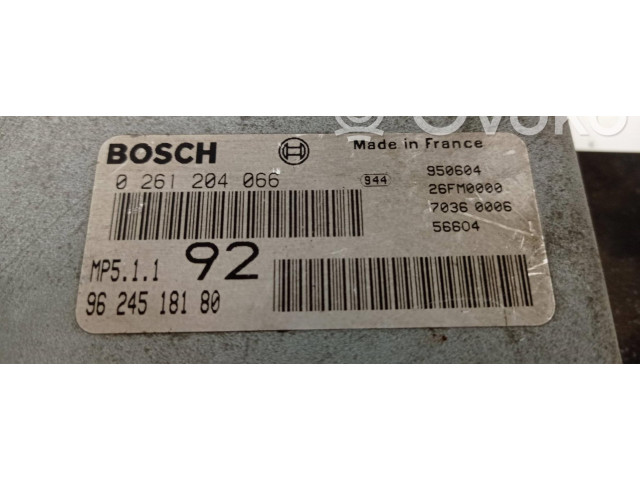 OVOKO
BOSCH Made in France
0 261 204 066 944 950604
26FM0000
7036 0006
56604
MP5.1.1 92
96 245 181 80